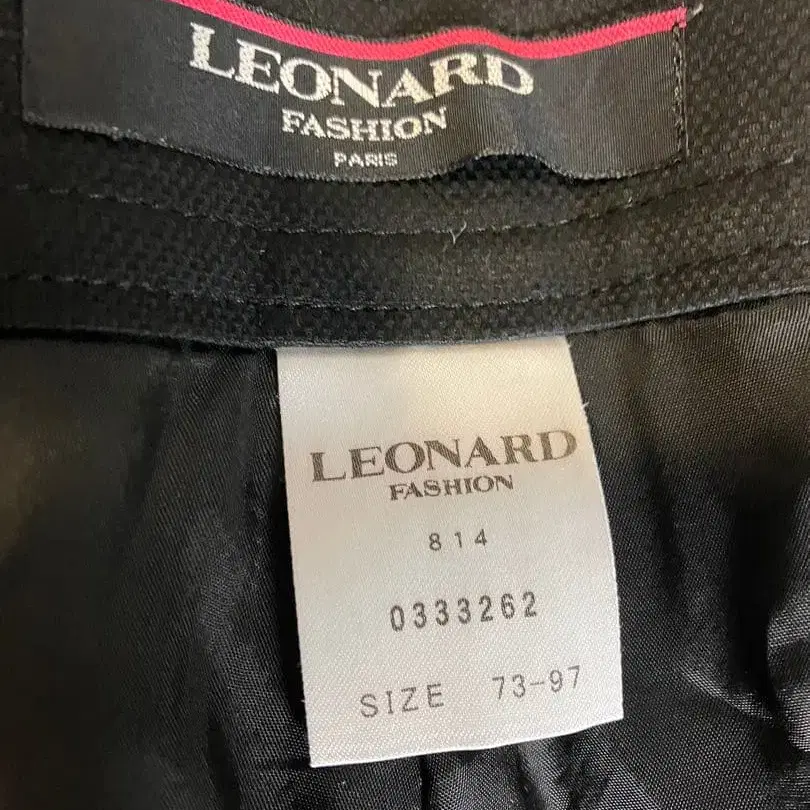 LEONARD
FASHION
PARIS
LEONARD
FASHION
814
0333262
SIZE 73-97